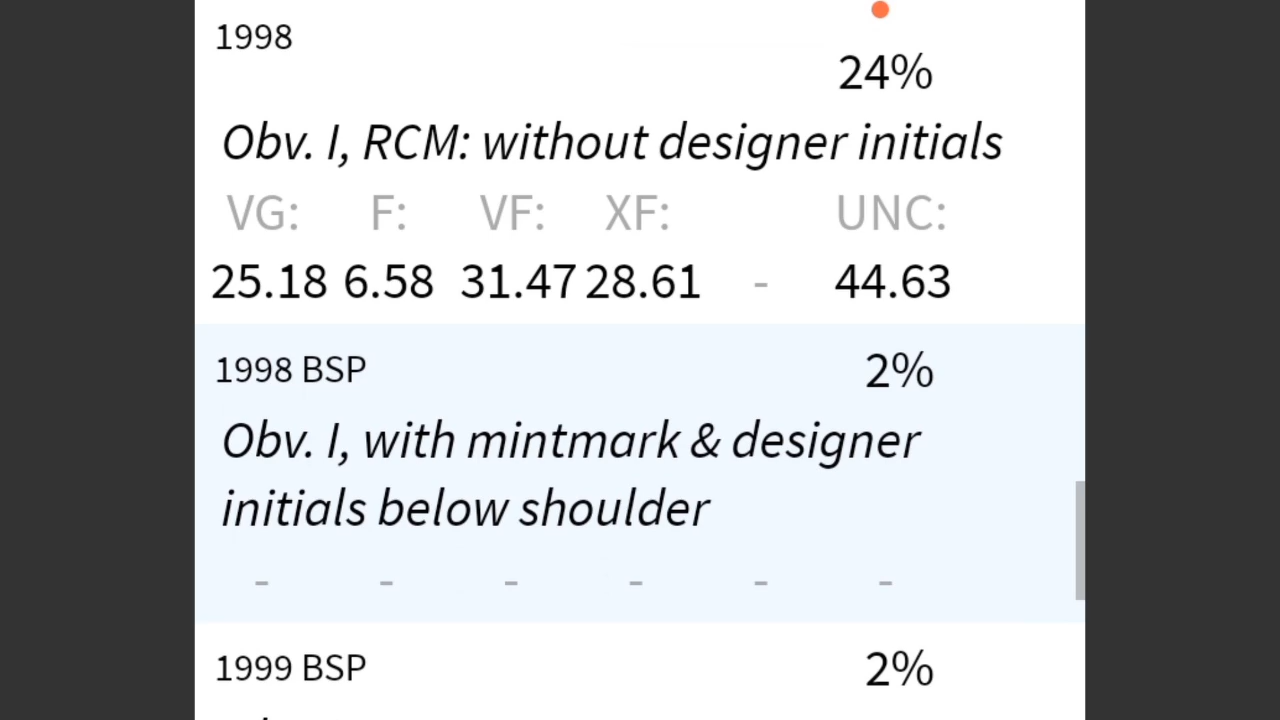 1998
24%
Obv. I, RCM: without designer initials
VG: F: VF: XF: UNC:
25.18 6.58 31.47 28.61 - 44.63
1998 BSP 2%
Obv. I, with mintmark & designer
initials below shoulder
- - - - - -
1999 BSP 2%